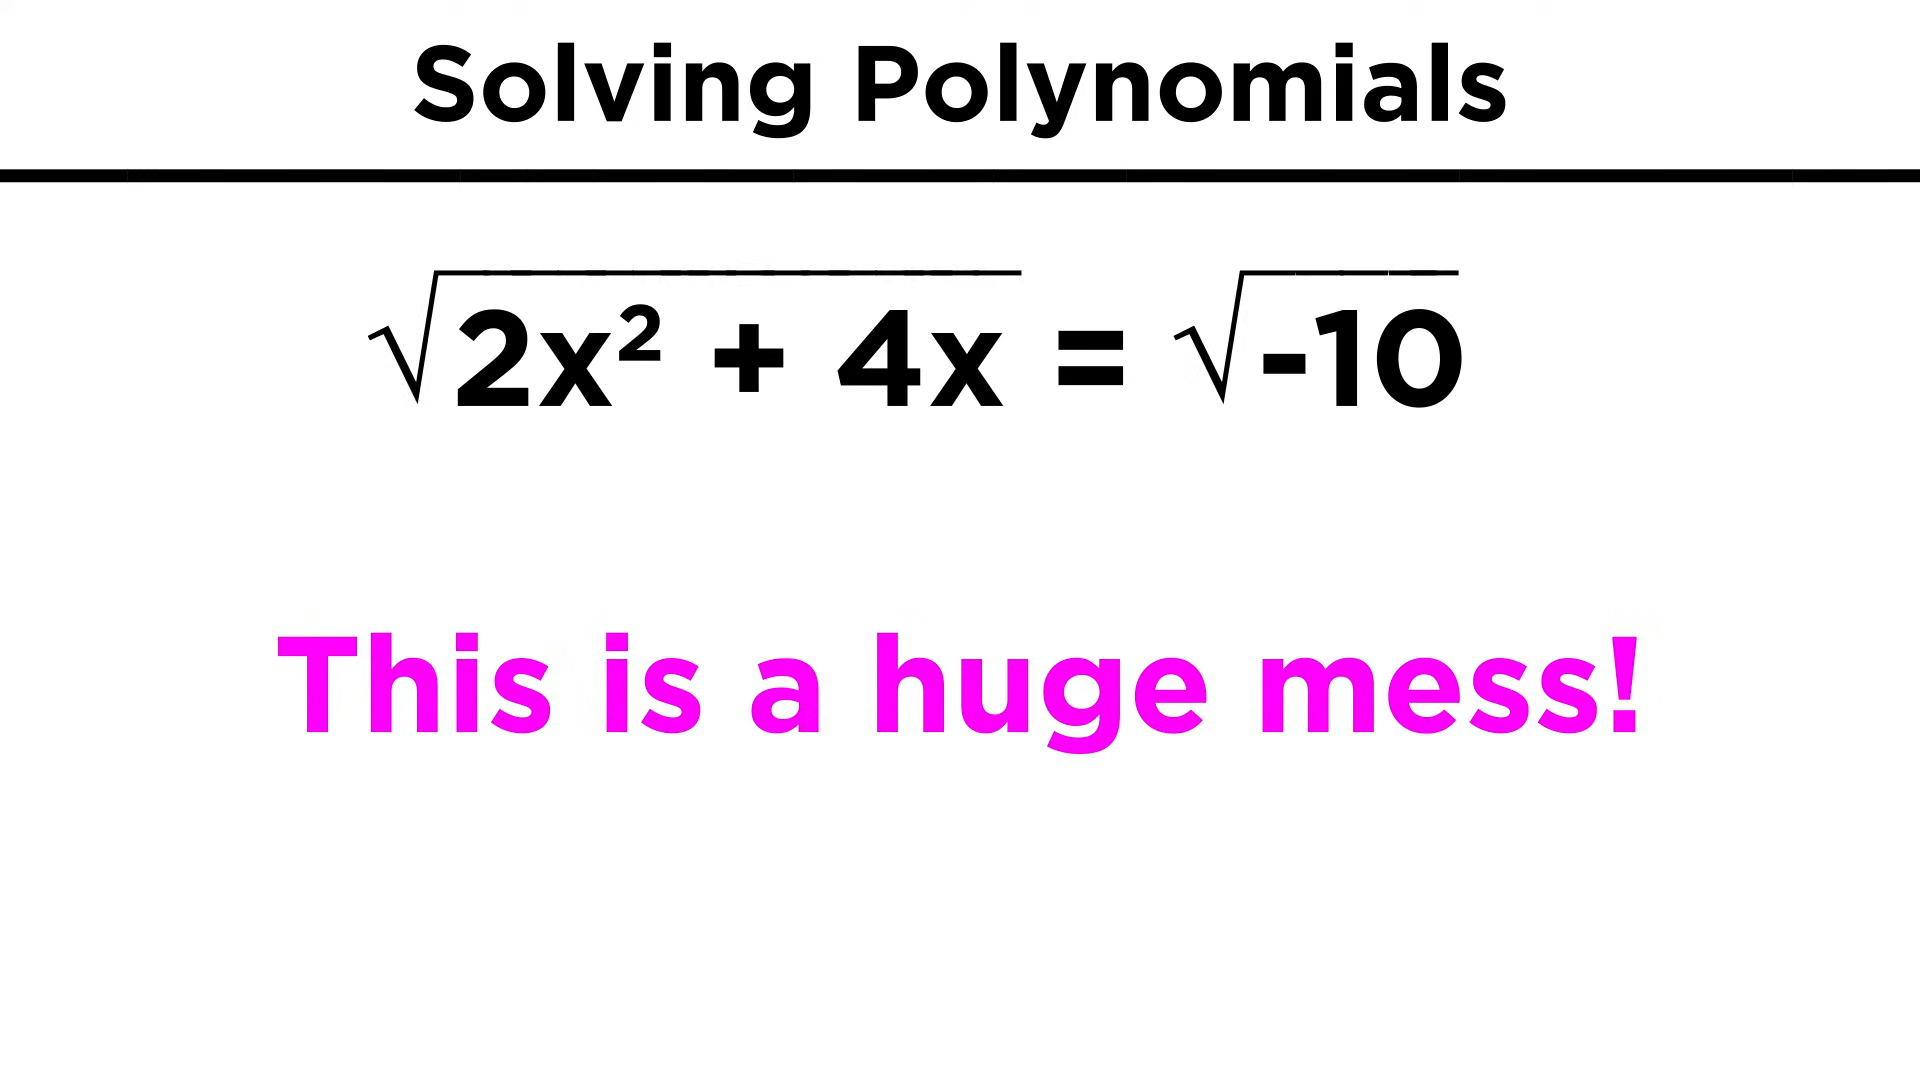 Solving Polynomials
√2x² + 4x = √-10
This is a huge mess!